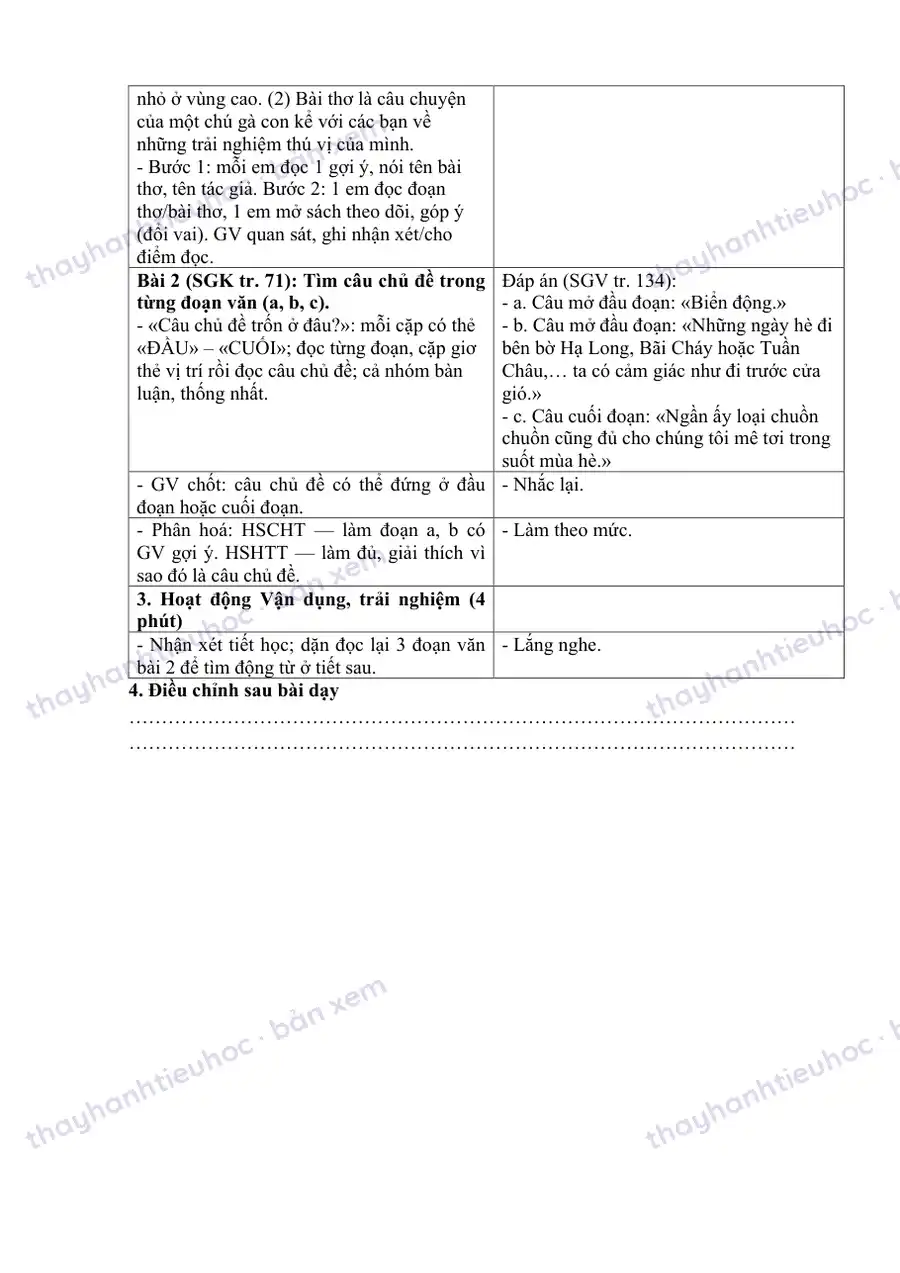 nhỏ ở vùng cao. (2) Bài thơ là câu chuyện
của một chú gà con kể với các bạn về
những trải nghiệm thú vị của mình.
- Bước 1: mỗi em đọc 1 gợi ý, nói tên bài
thơ, tên tác giả. Bước 2: 1 em đọc đoạn
thơ/bài thơ, 1 em mở sách theo dõi, góp ý
(đổi vai). GV quan sát, ghi nhận xét/cho
điểm đọc.
Bài 2 (SGK tr. 71): Tìm câu chủ đề trong
từng đoạn văn (a, b, c).
- «Câu chủ đề trốn ở đâu?»: mỗi cặp có thẻ
«ĐẦU» – «CUỐI»; đọc từng đoạn, cặp giơ
thẻ vị trí rồi đọc câu chủ đề; cả nhóm bàn
luận, thống nhất.
Đáp án (SGV tr. 134):
- a. Câu mở đầu đoạn: «Biển động.»
- b. Câu mở đầu đoạn: «Những ngày hè đi
bên bờ Hạ Long, Bãi Cháy hoặc Tuần
Châu,… ta có cảm giác như đi trước cửa
gió.»
- c. Câu cuối đoạn: «Ngần ấy loại chuồn
chuồn cũng đủ cho chúng tôi mê tơi trong
suốt mùa hè.»
- GV chốt: câu chủ đề có thể đứng ở đầu
đoạn hoặc cuối đoạn.
- Nhắc lại.
- Phân hoá: HSCHT — làm đoạn a, b có
GV gợi ý. HSHTT — làm đủ, giải thích vì
sao đó là câu chủ đề.
- Làm theo mức.
3. Hoạt động Vận dụng, trải nghiệm (4
phút)
- Nhận xét tiết học; dặn đọc lại 3 đoạn văn
bài 2 để tìm động từ ở tiết sau.
- Lắng nghe.
4. Điều chỉnh sau bài dạy
……………………………………………………………………………………
……………………………………………………………………………………
thayhanhtieuhoc · bản xem
thayhanhtieuhoc · b
thayhanhtieuhoc · bản xem
thayhanhtieuhoc · b
thayhanhtieuhoc · bản xem
thayhanhtieuhoc · b